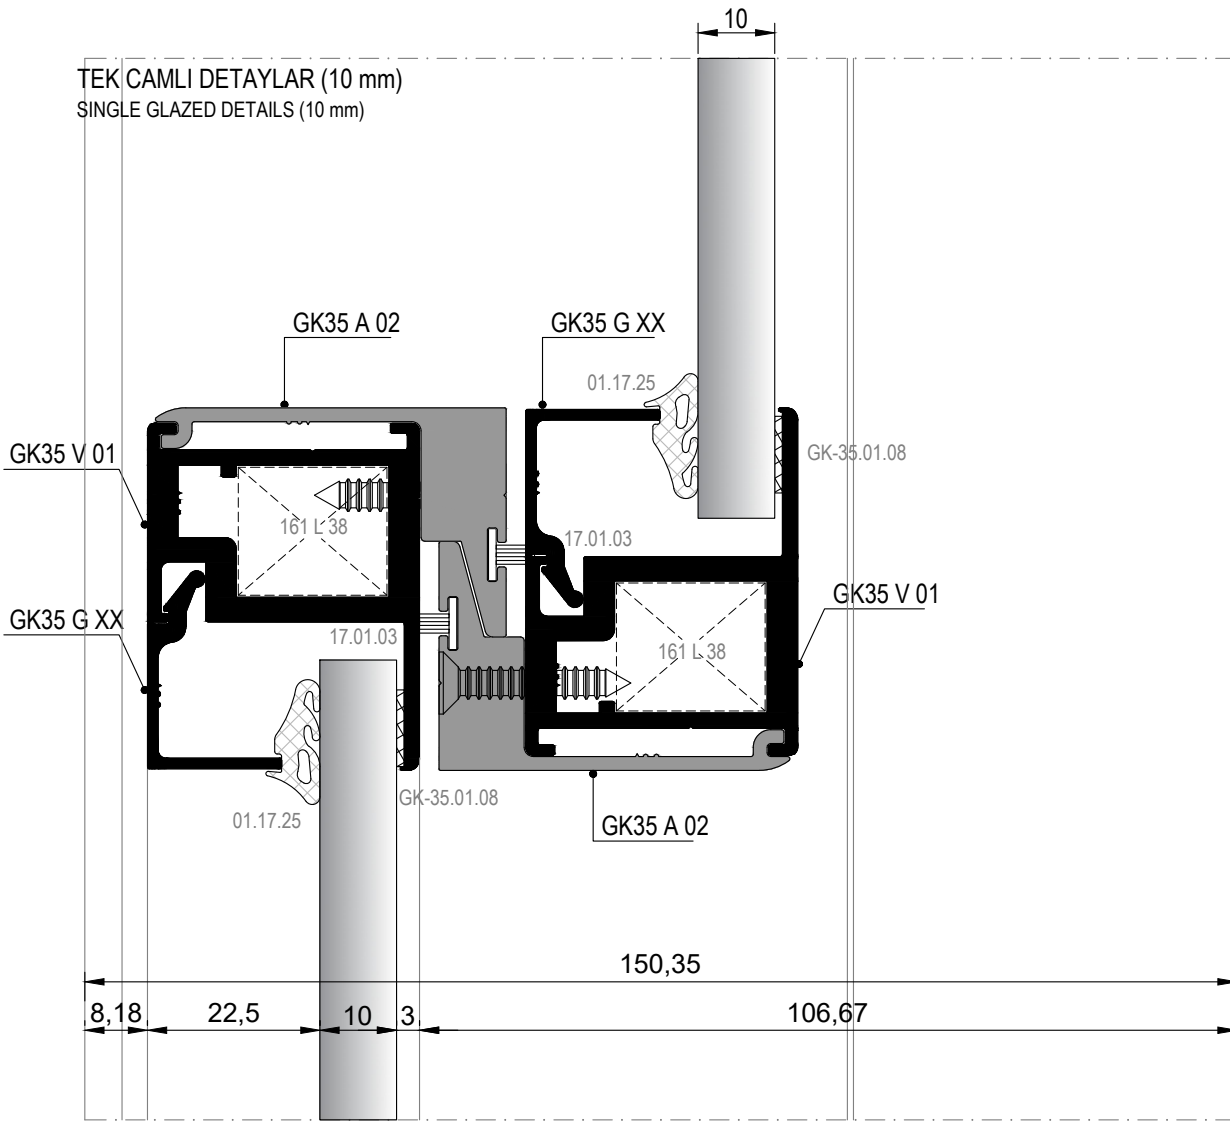 10
TEK CAMLI DETAYLAR (10 mm)
SINGLE GLAZED DETAILS (10 mm)
GK35 A 02
GK35 G XX
01.17.25
GK35 V 01
GK-35.01.08
161 L 38
17.01.03
GK35 V 01
GK35 G XX
17.01.03
161 L 38
GK-35.01.08
01.17.25
GK35 A 02
150,35
8,18
22,5
10
3
106,67